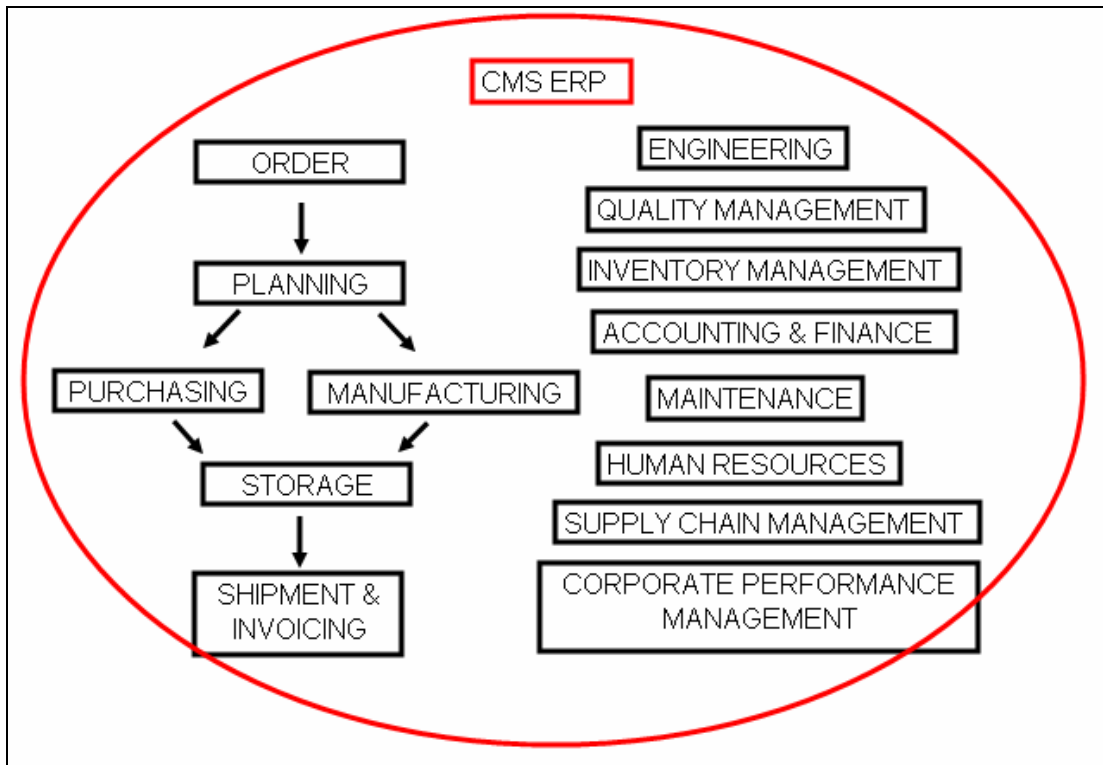 CMS ERP
ORDER
PLANNING
PURCHASING
MANUFACTURING
STORAGE
SHIPMENT &
INVOICING
ENGINEERING
QUALITY MANAGEMENT
INVENTORY MANAGEMENT
ACCOUNTING & FINANCE
MAINTENANCE
HUMAN RESOURCES
SUPPLY CHAIN MANAGEMENT
CORPORATE PERFORMANCE
MANAGEMENT